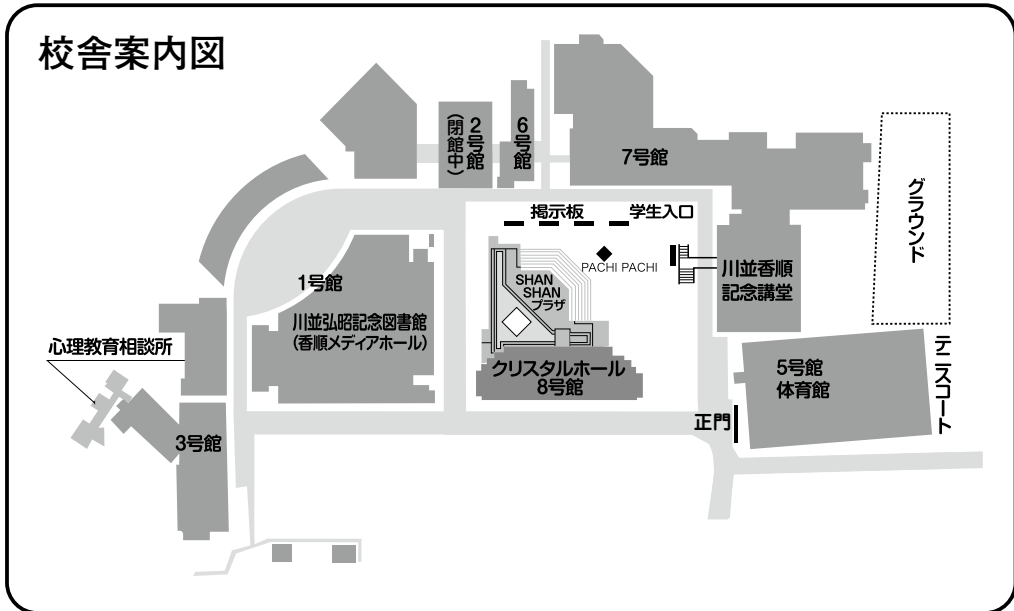 校舎案内図
2号館
(閉館中)
6号館
7号館
グラウンド
掲示板
学生入口
PACHI PACHI
川並香順
記念講堂
SHAN
SHAN
プラザ
1号館
川並弘昭記念図書館
(香順メディアホール)
心理教育相談所
クリスタルホール
8号館
5号館
体育館
テニスコート
正門
3号館